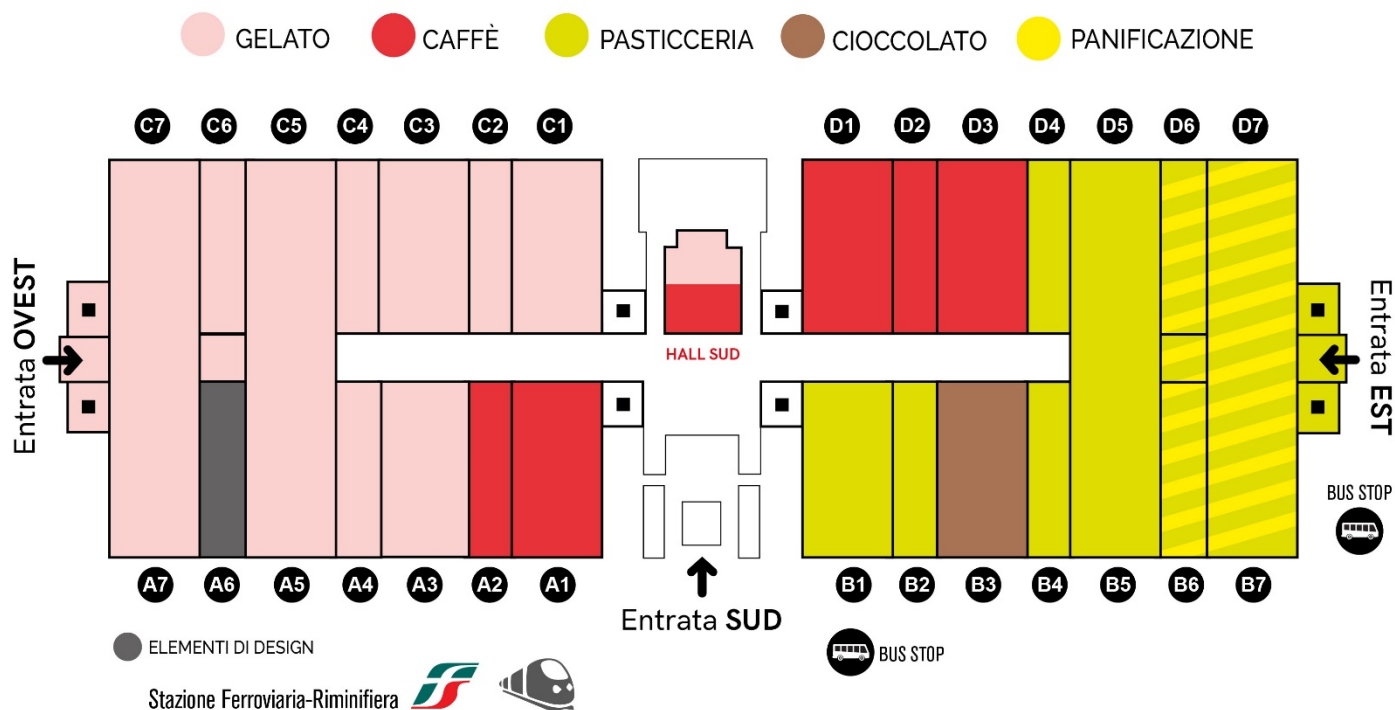 GELATO
CAFFÈ
PASTICCERIA
CIOCCOLATO
PANIFICAZIONE
C7
C6
C5
C4
C3
C2
C1
D1
D2
D3
D4
D5
D6
D7
Entrata OVEST
HALL SUD
Entrata EST
BUS STOP
A7
A6
A5
A4
A3
A2
A1
B1
B2
B3
B4
B5
B6
B7
Entrata SUD
ELEMENTI DI DESIGN
BUS STOP
Stazione Ferroviaria-Riminifiera